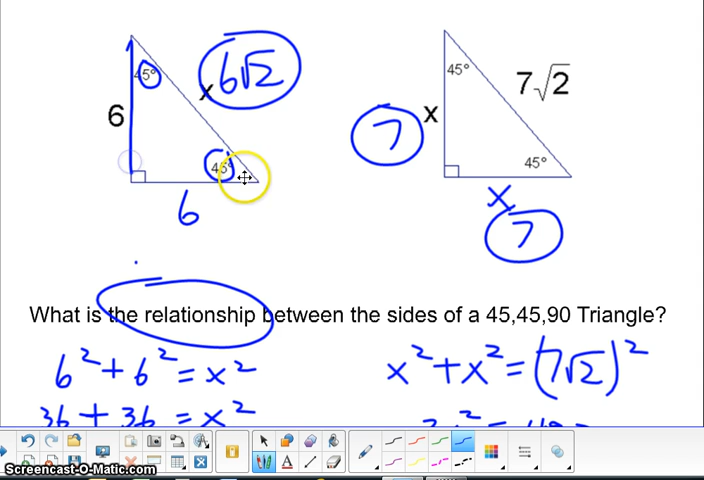 45°
6√2
x
6
45°
6
45°
7√2
7
x
45°
x
7
What is the relationship between the sides of a 45,45,90 Triangle?
6² + 6² = x²
x² + x² = (7√2)²
36 + 36 = x²
Screencast-O-Matic.com
A